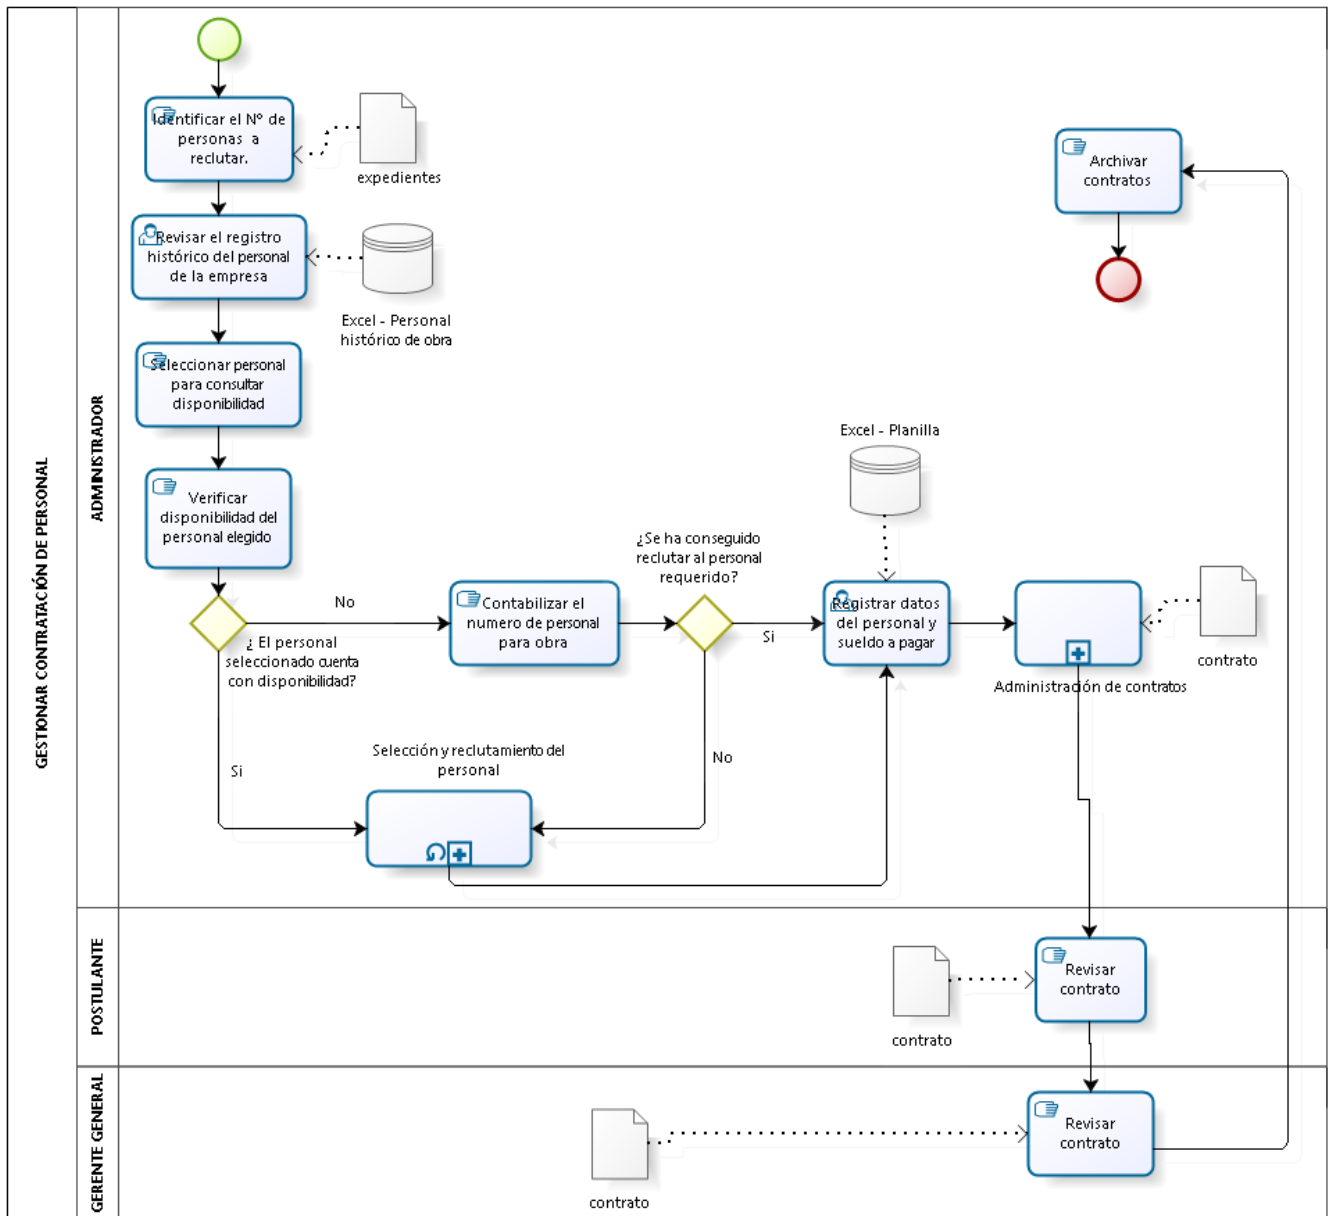 GESTIONAR CONTRATACIÓN DE PERSONAL
ADMINISTRADOR
Identificar el Nº de
personas a
reclutar.
expedientes
Revisar el registro
histórico del personal
de la empresa
Excel - Personal
histórico de obra
Seleccionar personal
para consultar
disponibilidad
Verificar
disponibilidad del
personal elegido
¿ El personal
seleccionado cuenta
con disponibilidad?
No
Si
Contabilizar el
numero de personal
para obra
¿Se ha conseguido
reclutar al personal
requerido?
Si
No
Selección y reclutamiento del
personal
Excel - Planilla
Registrar datos
del personal y
sueldo a pagar
Administración de contratos
contrato
Archivar
contratos
POSTULANTE
contrato
Revisar
contrato
GERENTE GENERAL
contrato
Revisar
contrato